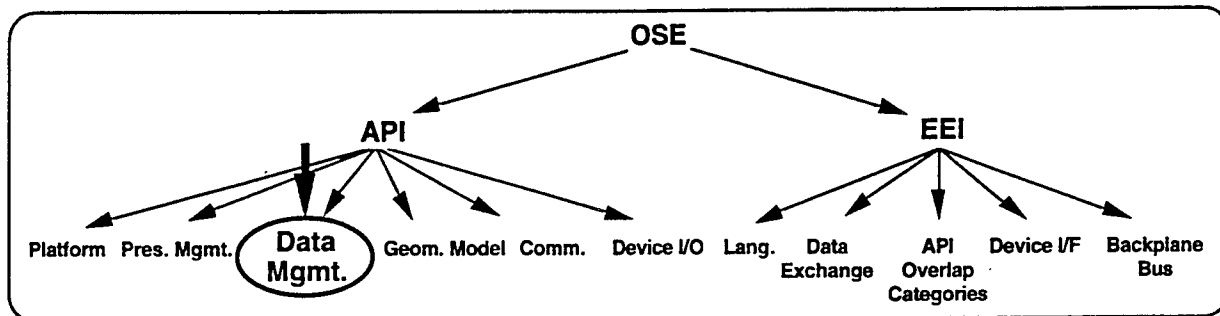 OSE
API
EEI
Platform
Pres. Mgmt.
Data
Mgmt.
Geom. Model
Comm.
Device I/O
Lang.
Data
Exchange
API
Overlap
Categories
Device I/F
Backplane
Bus